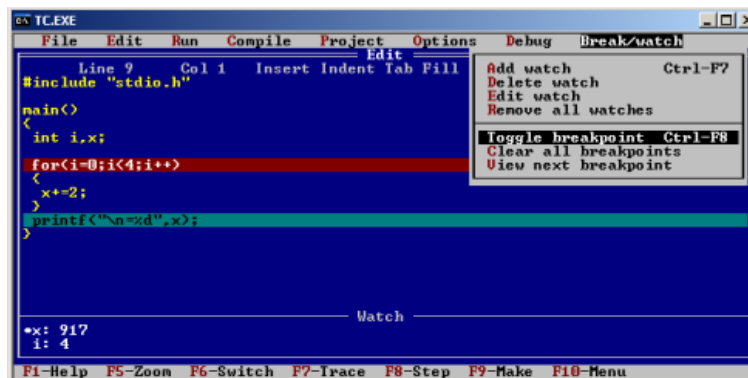 TC.EXE
File Edit Run Compile Project Options Debug Break/watch
Edit
Line 9 Col 1 Insert Indent Tab Fill
#include "stdio.h"
main()
{
int i,x;
for(i=0;i<4;i++)
{
x+=2;
}
printf("\n=%d",x);
}
Add watch Ctrl-F7
Delete watch
Edit watch
Remove all watches
Toggle breakpoint Ctrl-F8
Clear all breakpoints
View next breakpoint
Watch
•x: 917
i: 4
F1-Help F5-Zoom F6-Switch F7-Trace F8-Step F9-Make F10-Menu